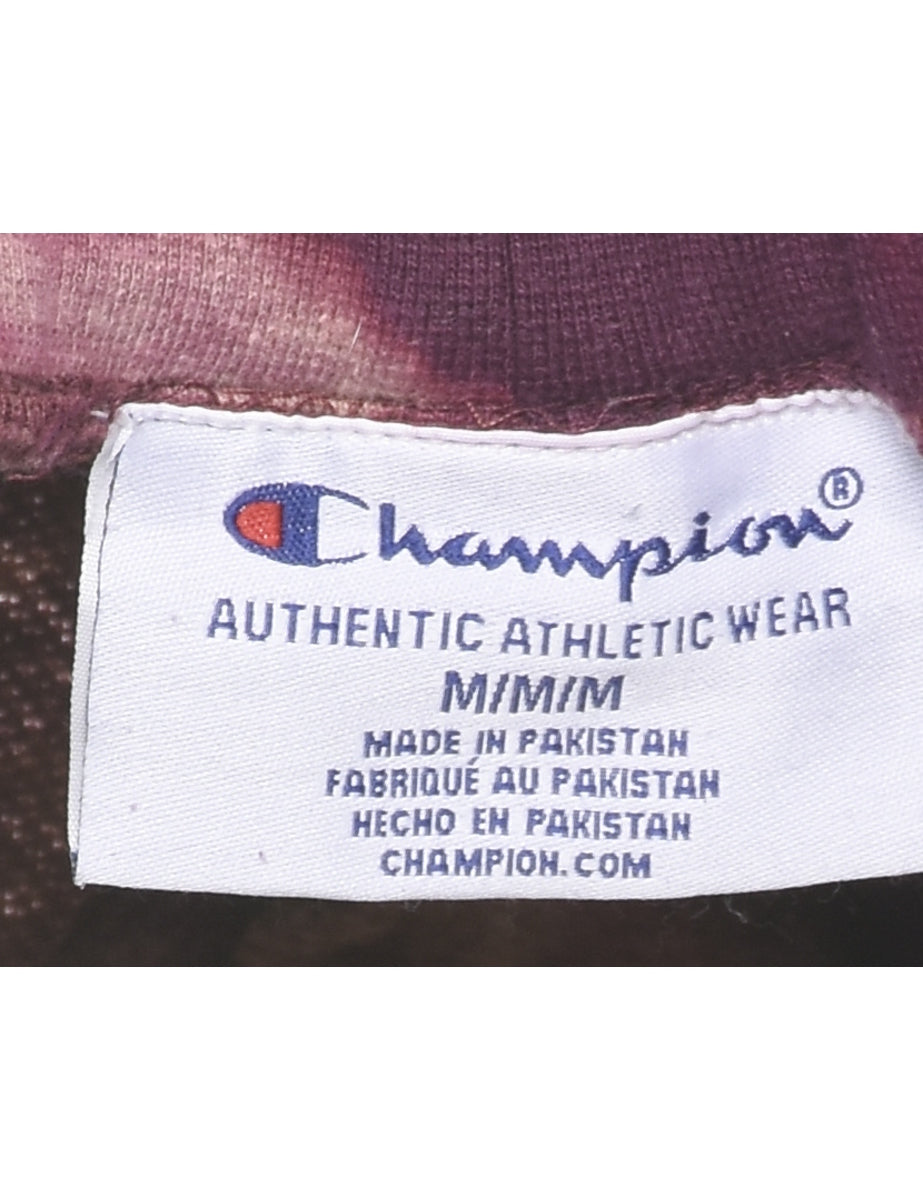 Champion®
AUTHENTIC ATHLETIC WEAR
M/M/M
MADE IN PAKISTAN
FABRIQUÉ AU PAKISTAN
HECHO EN PAKISTAN
CHAMPION.COM